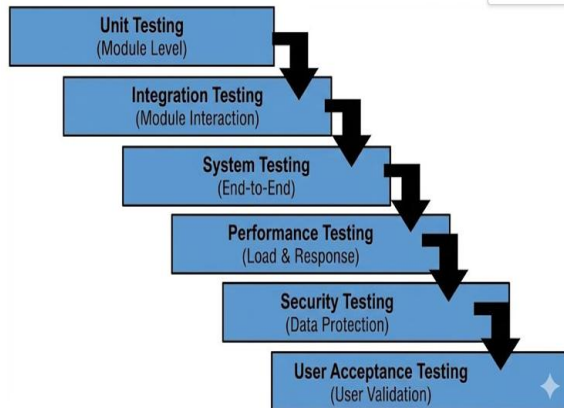 Unit Testing
(Module Level)
Integration Testing
(Module Interaction)
System Testing
(End-to-End)
Performance Testing
(Load & Response)
Security Testing
(Data Protection)
User Acceptance Testing
(User Validation)